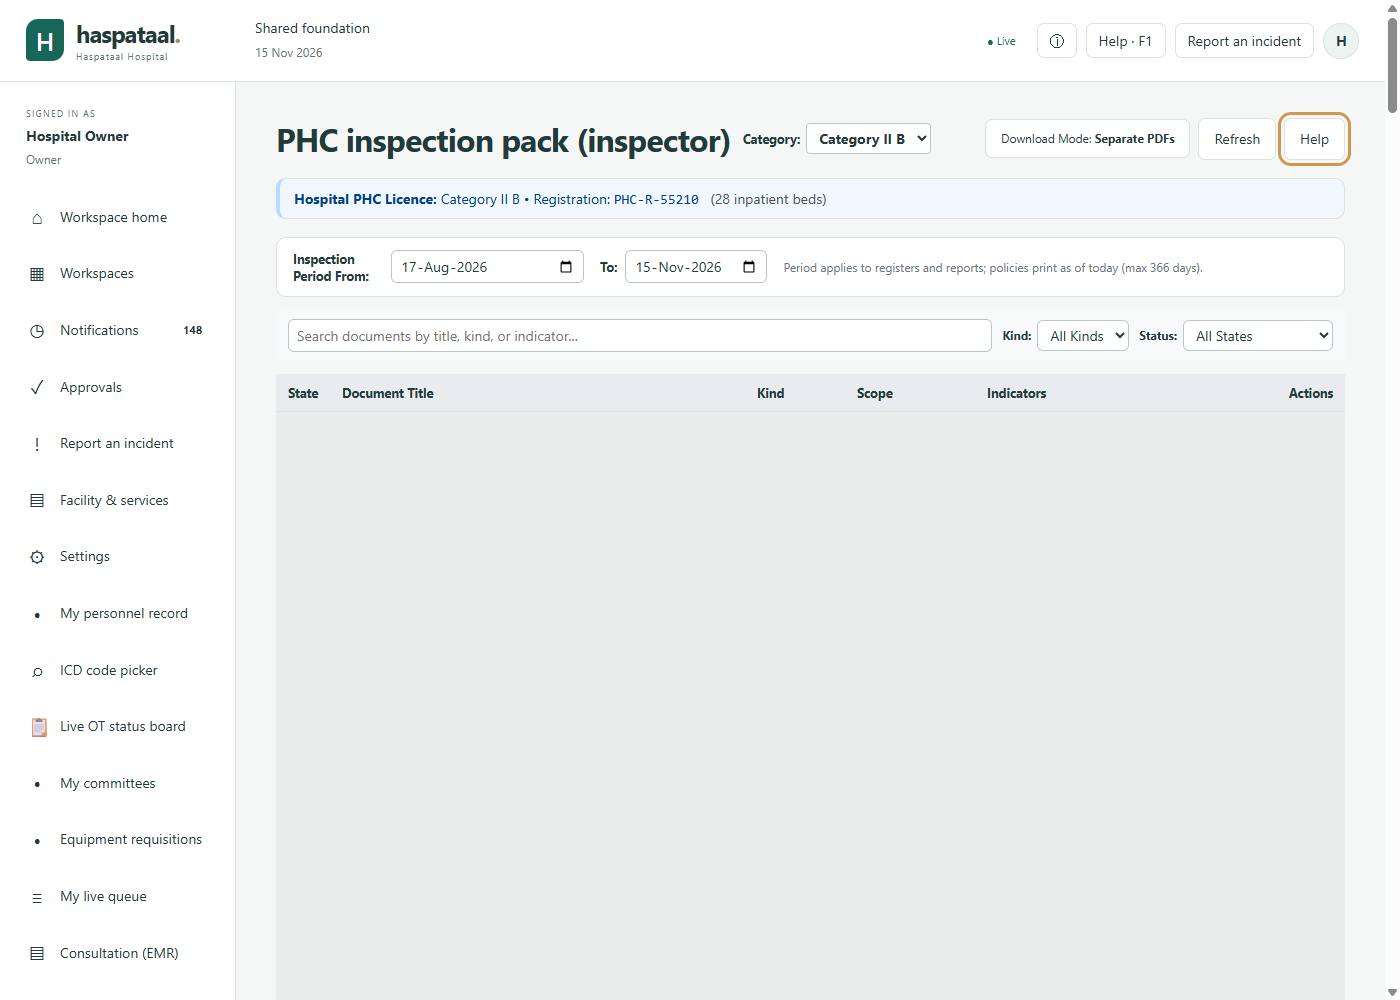 H
haspataal.
Haspataal Hospital
Shared foundation
15 Nov 2026
● Live
Help · F1
Report an incident
H
SIGNED IN AS
Hospital Owner
Owner
Workspace home
Workspaces
Notifications 148
Approvals
Report an incident
Facility & services
Settings
My personnel record
ICD code picker
Live OT status board
My committees
Equipment requisitions
My live queue
Consultation (EMR)
PHC inspection pack (inspector)
Category: Category II B
Download Mode: Separate PDFs
Refresh
Help
Hospital PHC Licence: Category II B • Registration: PHC-R-55210 (28 inpatient beds)
Inspection
Period From: 17-Aug-2026 To: 15-Nov-2026 Period applies to registers and reports; policies print as of today (max 366 days).
Search documents by title, kind, or indicator... Kind: All Kinds Status: All States
State Document Title Kind Scope Indicators Actions